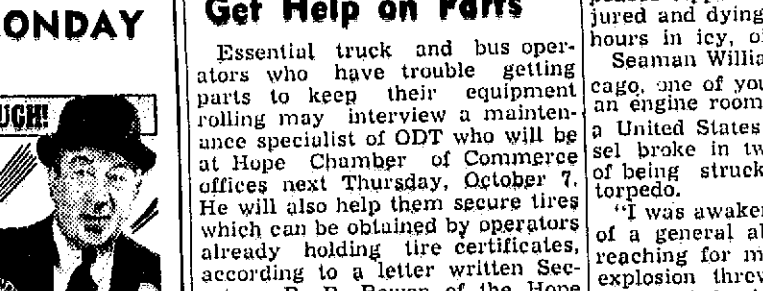 ONDAY
UGH!
Get Help on Parts
Essential truck and bus oper-
ators who have trouble getting
parts to keep their equipment
rolling may interview a mainten-
ance specialist of ODT who will be
at Hope Chamber of Commerce
offices next Thursday, October 7.
He will also help them secure tires
which can be obtained by operators
already holding tire certificates,
according to a letter written Sec-
of the Hope
jured and dying
hours in icy,
Seaman Willia
cago, one of you
an engine room
a United States
sel broke in tw
of being struck
torpedo.
"I was awaken
of a general al
reaching for m
explosion threw